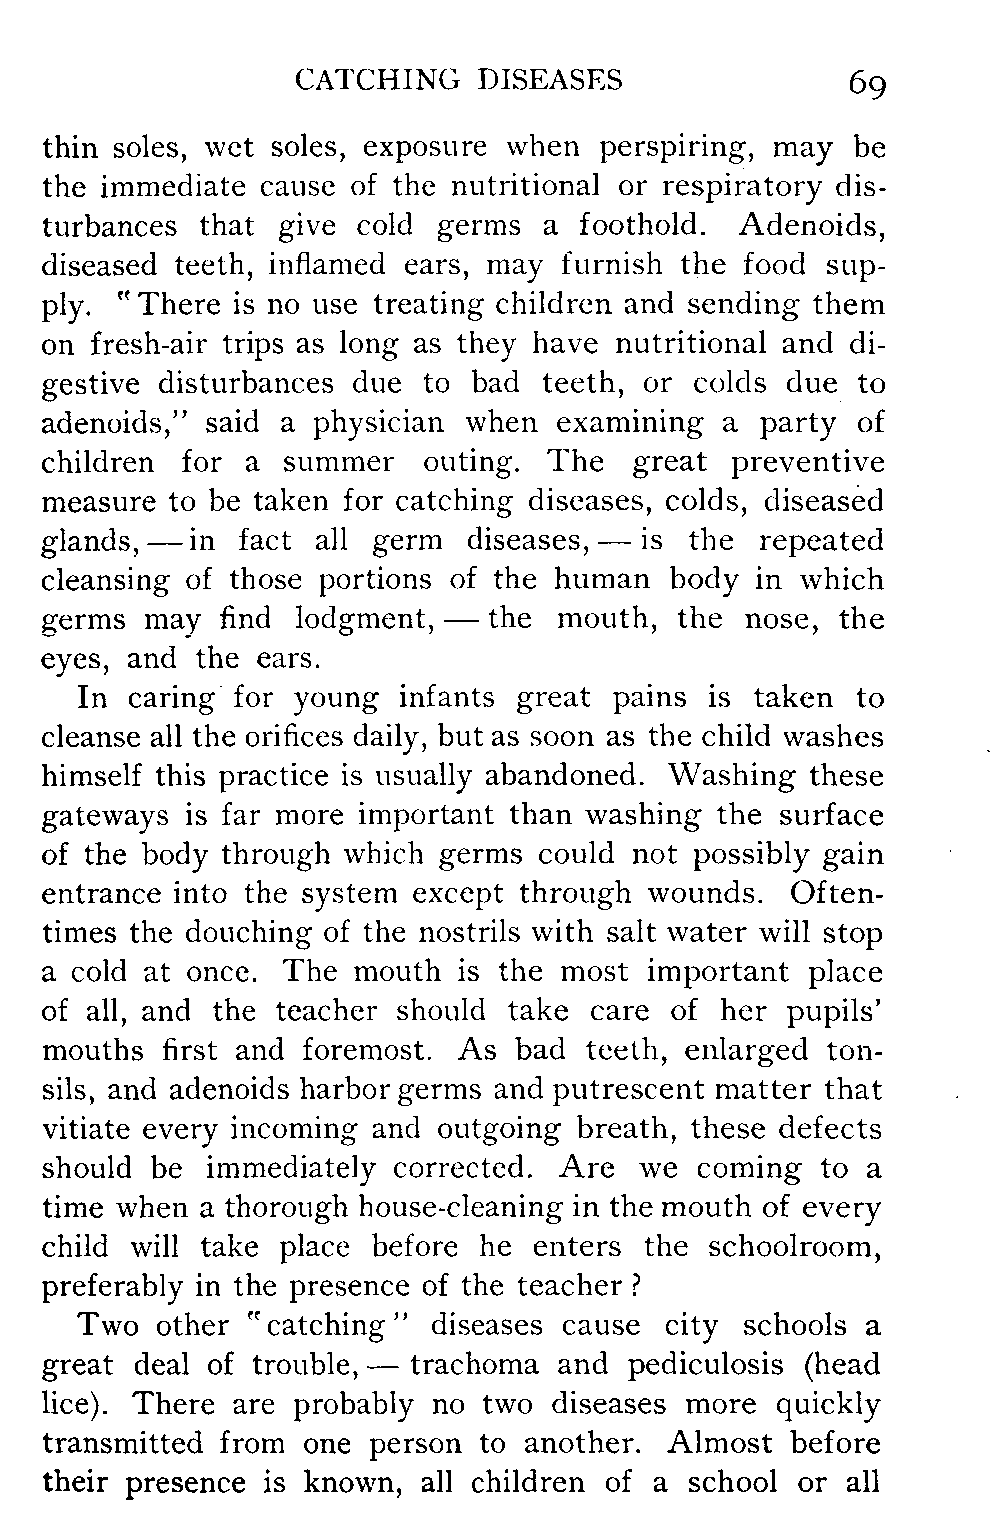 CATCHING DISEASES 69
thin soles, wet soles, exposure when perspiring, may be
the immediate cause of the nutritional or respiratory dis-
turbances that give cold germs a foothold. Adenoids,
diseased teeth, inflamed ears, may furnish the food sup-
ply. "There is no use treating children and sending them
on fresh-air trips as long as they have nutritional and di-
gestive disturbances due to bad teeth, or colds due to
adenoids," said a physician when examining a party of
children for a summer outing. The great preventive
measure to be taken for catching diseases, colds, diseased
glands, — in fact all germ diseases, — is the repeated
cleansing of those portions of the human body in which
germs may find lodgment, — the mouth, the nose, the
eyes, and the ears.
In caring for young infants great pains is taken to
cleanse all the orifices daily, but as soon as the child washes
himself this practice is usually abandoned. Washing these
gateways is far more important than washing the surface
of the body through which germs could not possibly gain
entrance into the system except through wounds. Often-
times the douching of the nostrils with salt water will stop
a cold at once. The mouth is the most important place
of all, and the teacher should take care of her pupils'
mouths first and foremost. As bad teeth, enlarged ton-
sils, and adenoids harbor germs and putrescent matter that
vitiate every incoming and outgoing breath, these defects
should be immediately corrected. Are we coming to a
time when a thorough house-cleaning in the mouth of every
child will take place before he enters the schoolroom,
preferably in the presence of the teacher?
Two other "catching" diseases cause city schools a
great deal of trouble, — trachoma and pediculosis (head
lice). There are probably no two diseases more quickly
transmitted from one person to another. Almost before
their presence is known, all children of a school or all